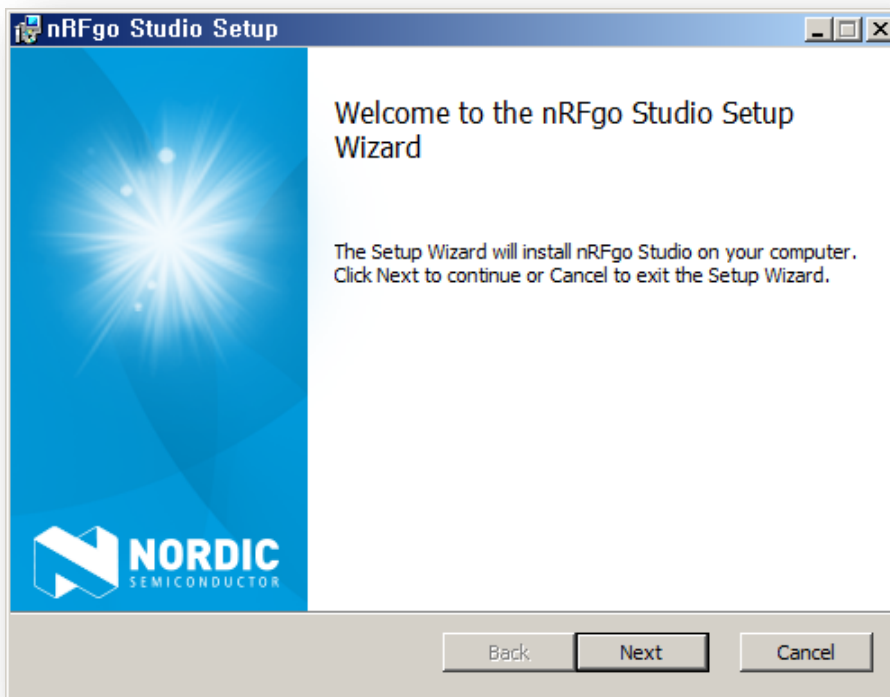 nRFgo Studio Setup
Welcome to the nRFgo Studio Setup
Wizard
The Setup Wizard will install nRFgo Studio on your computer.
Click Next to continue or Cancel to exit the Setup Wizard.
NORDIC
SEMICONDUCTOR
Back
Next
Cancel